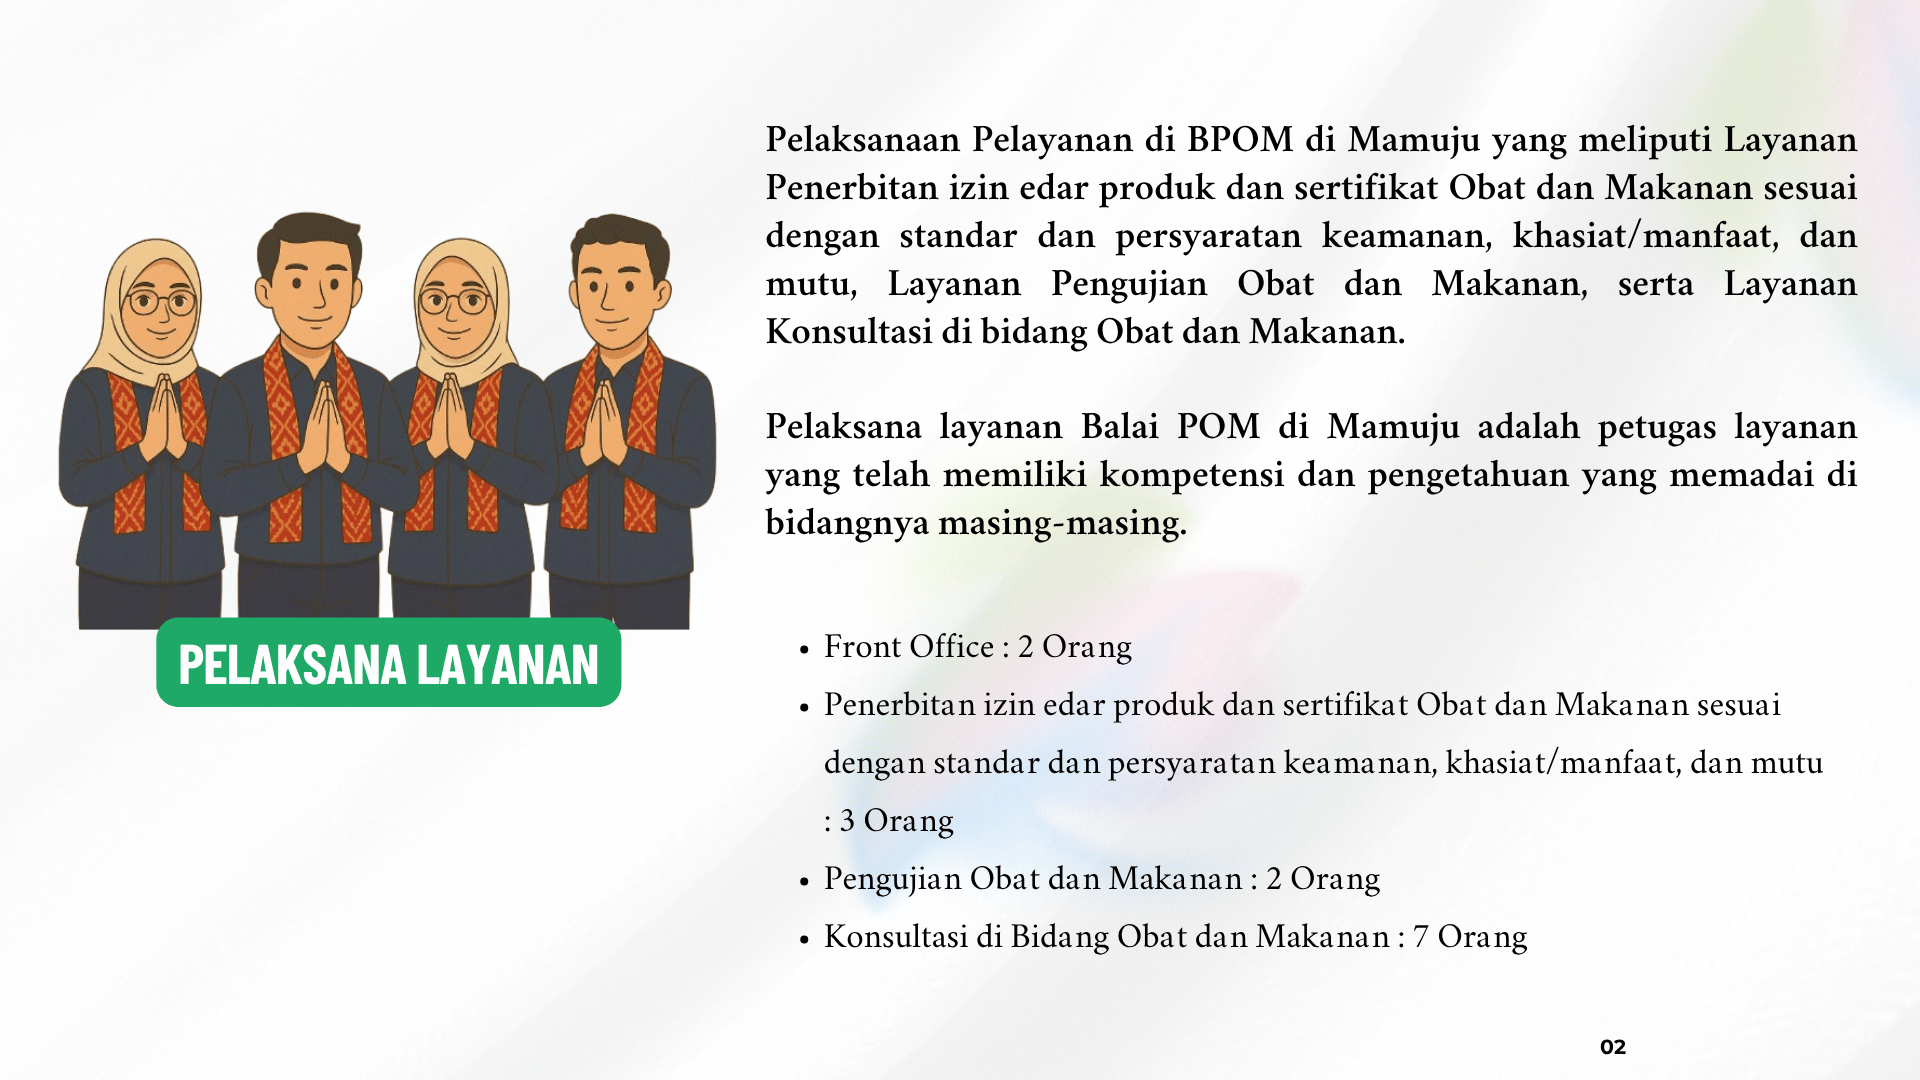 Pelaksanaan Pelayanan di BPOM di Mamuju yang meliputi Layanan
Penerbitan izin edar produk dan sertifikat Obat dan Makanan sesuai
dengan standar dan persyaratan keamanan, khasiat/manfaat, dan
mutu, Layanan Pengujian Obat dan Makanan, serta Layanan
Konsultasi di bidang Obat dan Makanan.
Pelaksana layanan Balai POM di Mamuju adalah petugas layanan
yang telah memiliki kompetensi dan pengetahuan yang memadai di
bidangnya masing-masing.
PELAKSANA LAYANAN
• Front Office : 2 Orang
• Penerbitan izin edar produk dan sertifikat Obat dan Makanan sesuai
dengan standar dan persyaratan keamanan, khasiat/manfaat, dan mutu
: 3 Orang
• Pengujian Obat dan Makanan : 2 Orang
• Konsultasi di Bidang Obat dan Makanan : 7 Orang
02